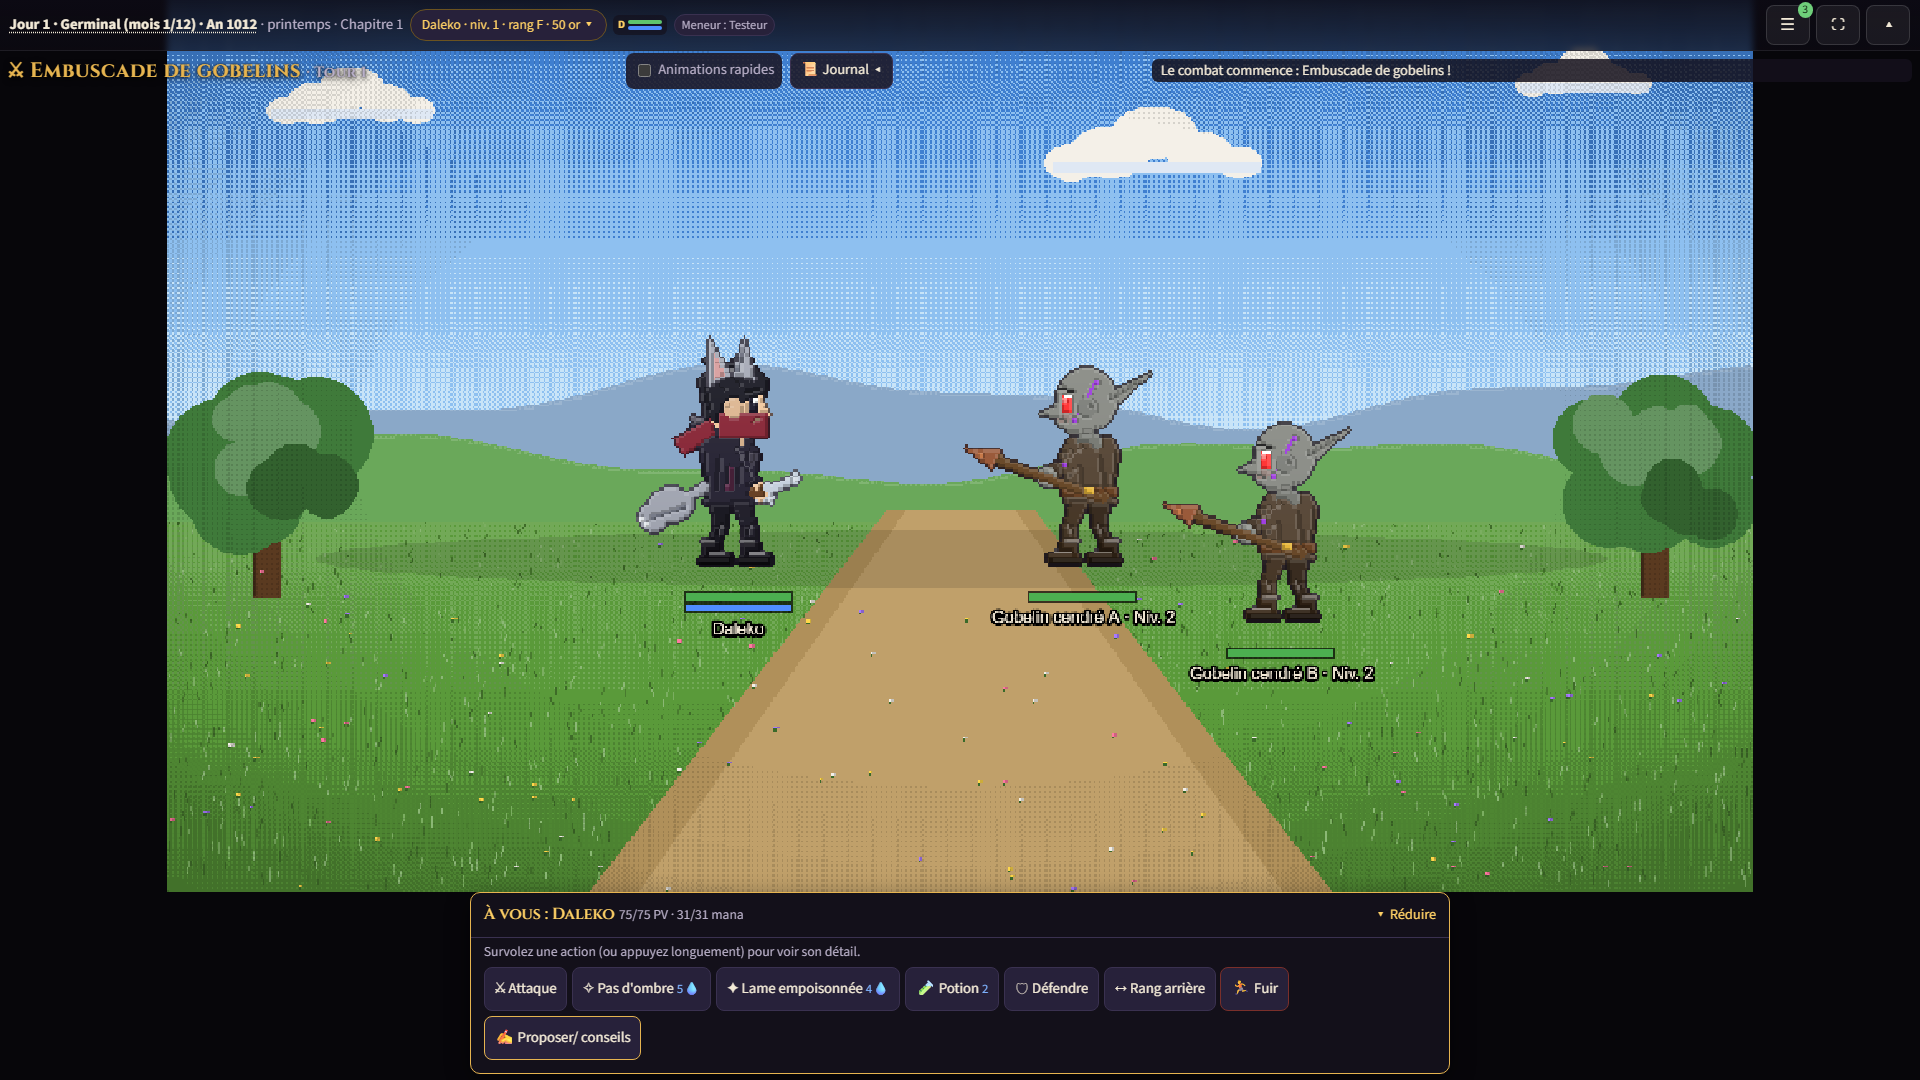 Jour 1 · Germinal (mois 1/12) · An 1012 · printemps · Chapitre 1
Daleko · niv. 1 · rang F · 50 or
D
Meneur : Testeur
3
Embuscade de gobelins
Tour 1
Animations rapides
Journal
Le combat commence : Embuscade de gobelins !
Daleko
Gobelin cendré A - Niv. 2
Gobelin cendré B - Niv. 2
À vous : Daleko 75/75 PV · 31/31 mana
Réduire
Survolez une action (ou appuyez longuement) pour voir son détail.
Attaque
Pas d'ombre 5
Lame empoisonnée 4
Potion 2
Défendre
Rang arrière
Fuir
Proposer/ conseils